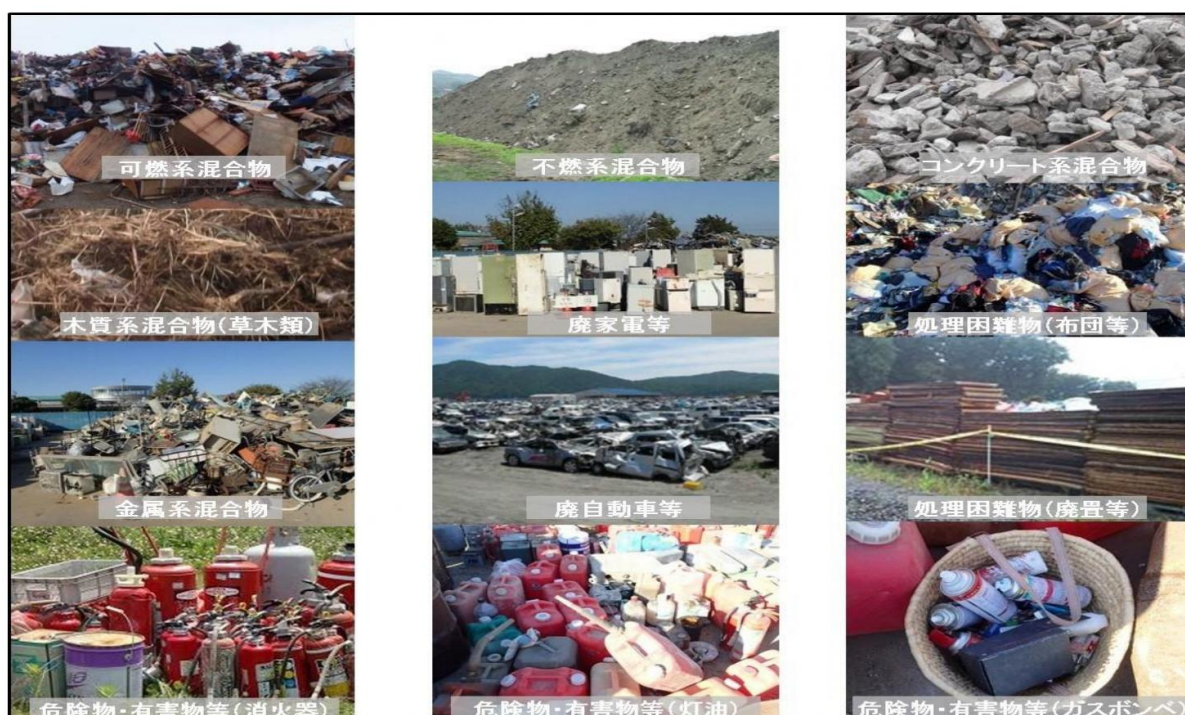 可燃系混合物
不燃系混合物
コンクリート系混合物
木質系混合物(草木類)
廃家電等
処理困難物(布団等)
金属系混合物
廃自動車等
処理困難物(廃畳等)
危険物・有害物等(消火器)
危険物・有害物等(灯油)
危険物・有害物等(ガスボンベ)